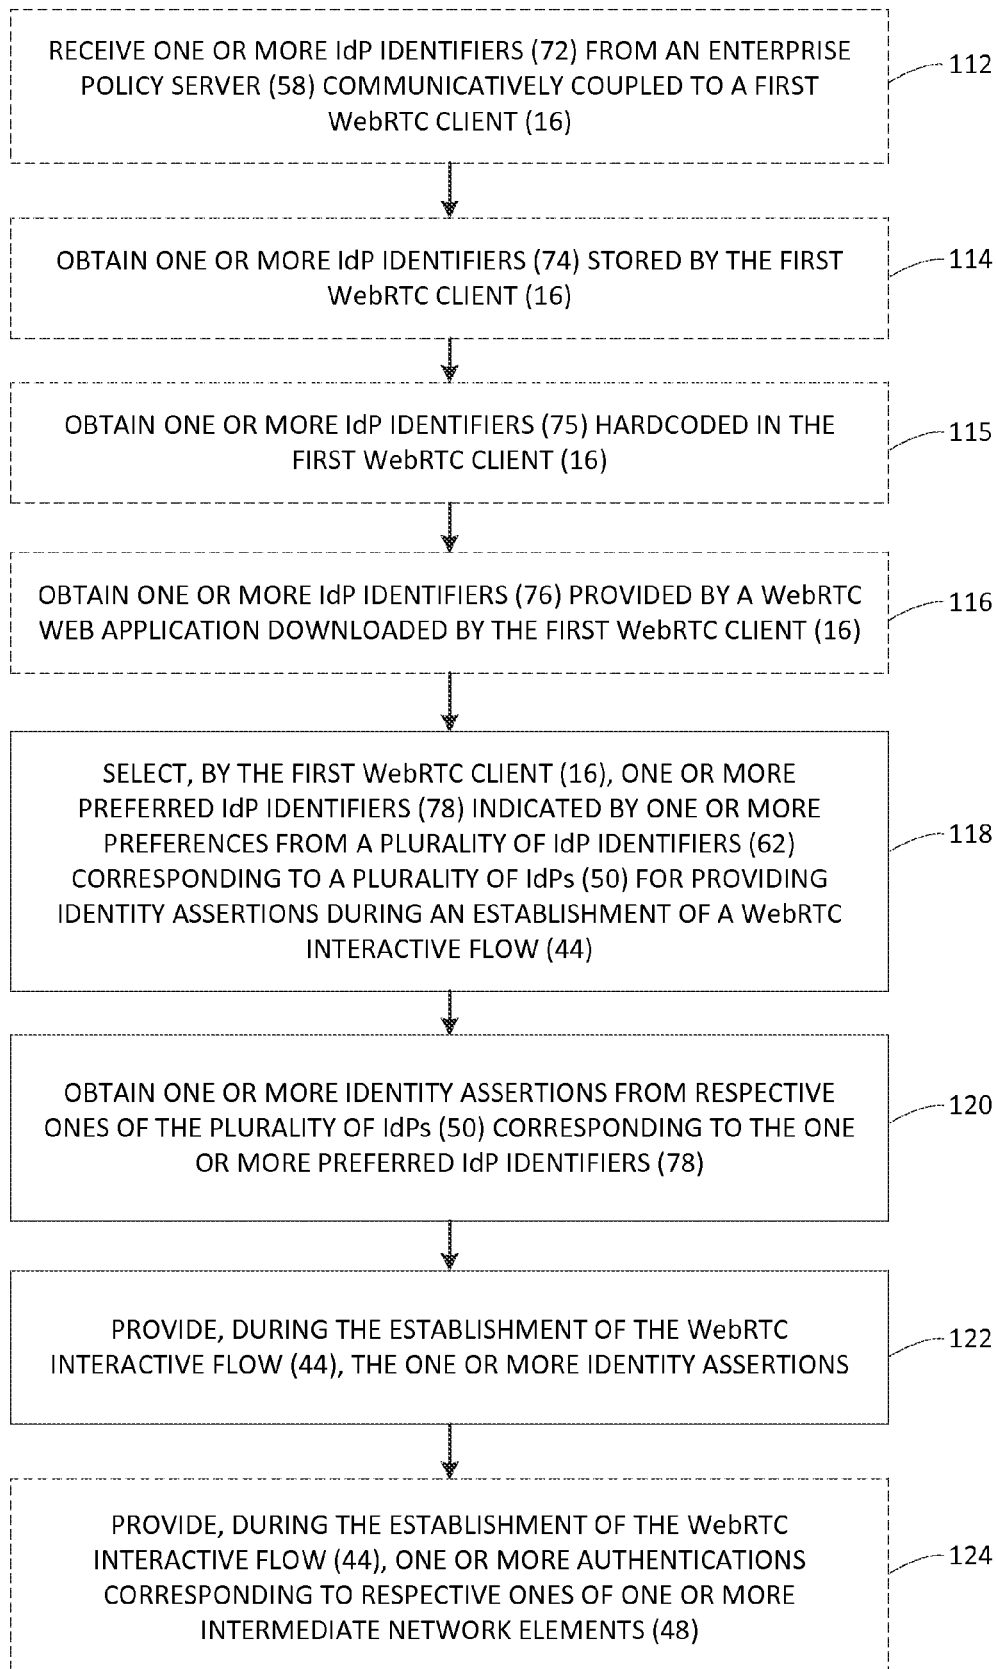 RECEIVE ONE OR MORE IdP IDENTIFIERS (72) FROM AN ENTERPRISE
POLICY SERVER (58) COMMUNICATIVELY COUPLED TO A FIRST
WebRTC CLIENT (16)
112
OBTAIN ONE OR MORE IdP IDENTIFIERS (74) STORED BY THE FIRST
WebRTC CLIENT (16)
114
OBTAIN ONE OR MORE IdP IDENTIFIERS (75) HARDCODED IN THE
FIRST WebRTC CLIENT (16)
115
OBTAIN ONE OR MORE IdP IDENTIFIERS (76) PROVIDED BY A WebRTC
WEB APPLICATION DOWNLOADED BY THE FIRST WebRTC CLIENT (16)
116
SELECT, BY THE FIRST WebRTC CLIENT (16), ONE OR MORE
PREFERRED IdP IDENTIFIERS (78) INDICATED BY ONE OR MORE
PREFERENCES FROM A PLURALITY OF IdP IDENTIFIERS (62)
CORRESPONDING TO A PLURALITY OF IdPs (50) FOR PROVIDING
IDENTITY ASSERTIONS DURING AN ESTABLISHMENT OF A WebRTC
INTERACTIVE FLOW (44)
118
OBTAIN ONE OR MORE IDENTITY ASSERTIONS FROM RESPECTIVE
ONES OF THE PLURALITY OF IdPs (50) CORRESPONDING TO THE ONE
OR MORE PREFERRED IdP IDENTIFIERS (78)
120
PROVIDE, DURING THE ESTABLISHMENT OF THE WebRTC
INTERACTIVE FLOW (44), THE ONE OR MORE IDENTITY ASSERTIONS
122
PROVIDE, DURING THE ESTABLISHMENT OF THE WebRTC
INTERACTIVE FLOW (44), ONE OR MORE AUTHENTICATIONS
CORRESPONDING TO RESPECTIVE ONES OF ONE OR MORE
INTERMEDIATE NETWORK ELEMENTS (48)
124